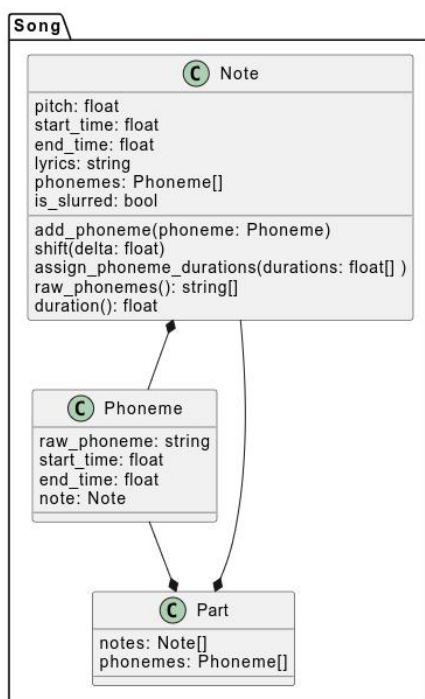 Song
C Note
pitch: float
start_time: float
end_time: float
lyrics: string
phonemes: Phoneme[]
is_slurred: bool
add_phoneme(phoneme: Phoneme)
shift(delta: float)
assign_phoneme_durations(durations: float[] )
raw_phonemes(): string[]
duration(): float
C Phoneme
raw_phoneme: string
start_time: float
end_time: float
note: Note
C Part
notes: Note[]
phonemes: Phoneme[]